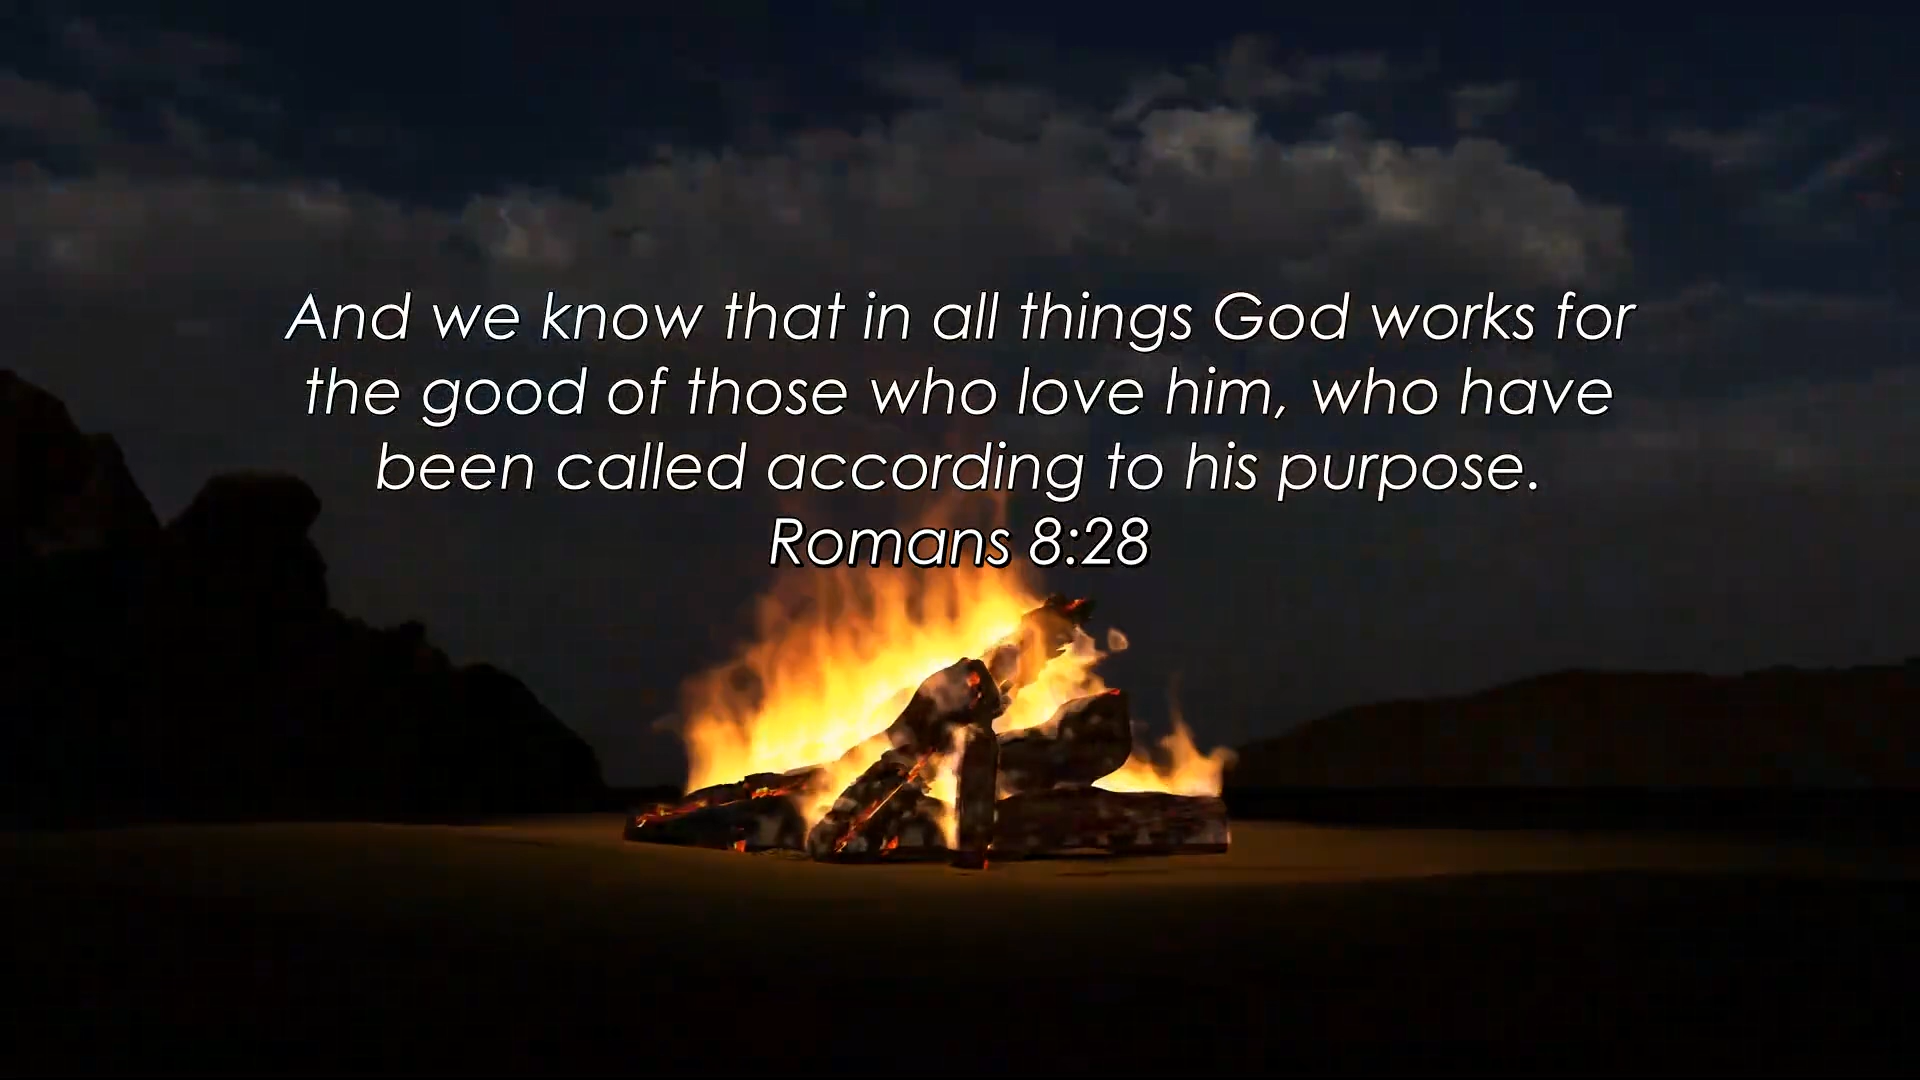 And we know that in all things God works for
the good of those who love him, who have
been called according to his purpose.
Romans 8:28